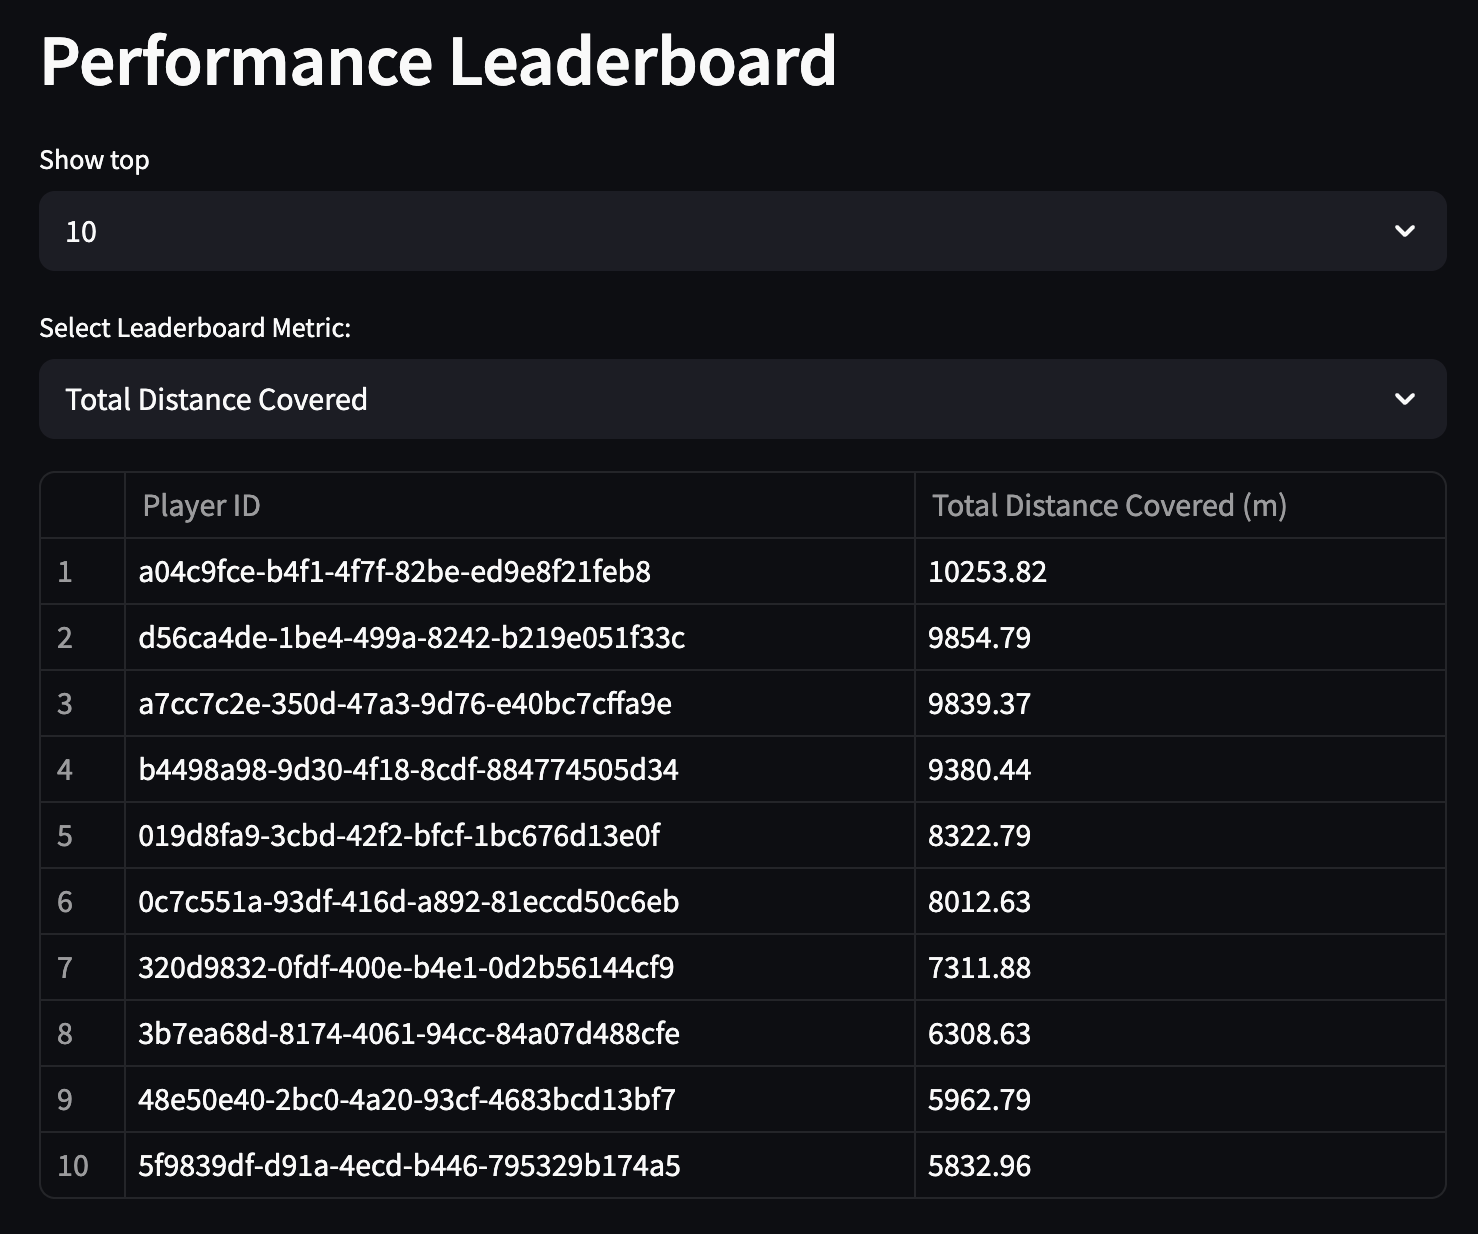 Performance Leaderboard
Show top
10
Select Leaderboard Metric:
Total Distance Covered
Player ID Total Distance Covered (m)
1 a04c9fce-b4f1-4f7f-82be-ed9e8f21feb8 10253.82
2 d56ca4de-1be4-499a-8242-b219e051f33c 9854.79
3 a7cc7c2e-350d-47a3-9d76-e40bc7cffa9e 9839.37
4 b4498a98-9d30-4f18-8cdf-884774505d34 9380.44
5 019d8fa9-3cbd-42f2-bfcf-1bc676d13e0f 8322.79
6 0c7c551a-93df-416d-a892-81eccd50c6eb 8012.63
7 320d9832-0fdf-400e-b4e1-0d2b56144cf9 7311.88
8 3b7ea68d-8174-4061-94cc-84a07d488cfe 6308.63
9 48e50e40-2bc0-4a20-93cf-4683bcd13bf7 5962.79
10 5f9839df-d91a-4ecd-b446-795329b174a5 5832.96